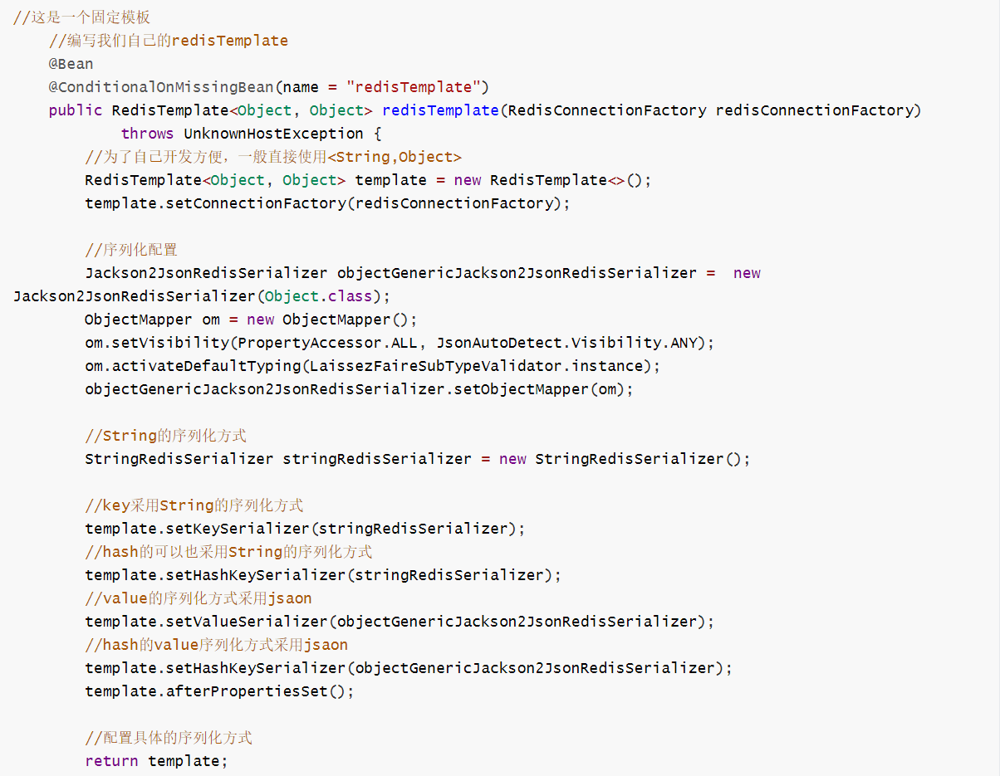 //这是一个固定模板
//编写我们自己的redisTemplate
@Bean
@ConditionalOnMissingBean(name = "redisTemplate")
public RedisTemplate<Object, Object> redisTemplate(RedisConnectionFactory redisConnectionFactory)
throws UnknownHostException {
//为了自己开发方便，一般直接使用<String,Object>
RedisTemplate<Object, Object> template = new RedisTemplate<>();
template.setConnectionFactory(redisConnectionFactory);
//序列化配置
Jackson2JsonRedisSerializer objectGenericJackson2JsonRedisSerializer =  new
Jackson2JsonRedisSerializer(Object.class);
ObjectMapper om = new ObjectMapper();
om.setVisibility(PropertyAccessor.ALL, JsonAutoDetect.Visibility.ANY);
om.activateDefaultTyping(LaissezFaireSubTypeValidator.instance);
objectGenericJackson2JsonRedisSerializer.setObjectMapper(om);
//String的序列化方式
StringRedisSerializer stringRedisSerializer = new StringRedisSerializer();
//key采用String的序列化方式
template.setKeySerializer(stringRedisSerializer);
//hash的可以也采用String的序列化方式
template.setHashKeySerializer(stringRedisSerializer);
//value的序列化方式采用jsaon
template.setValueSerializer(objectGenericJackson2JsonRedisSerializer);
//hash的value序列化方式采用jsaon
template.setHashKeySerializer(objectGenericJackson2JsonRedisSerializer);
template.afterPropertiesSet();
//配置具体的序列化方式
return template;